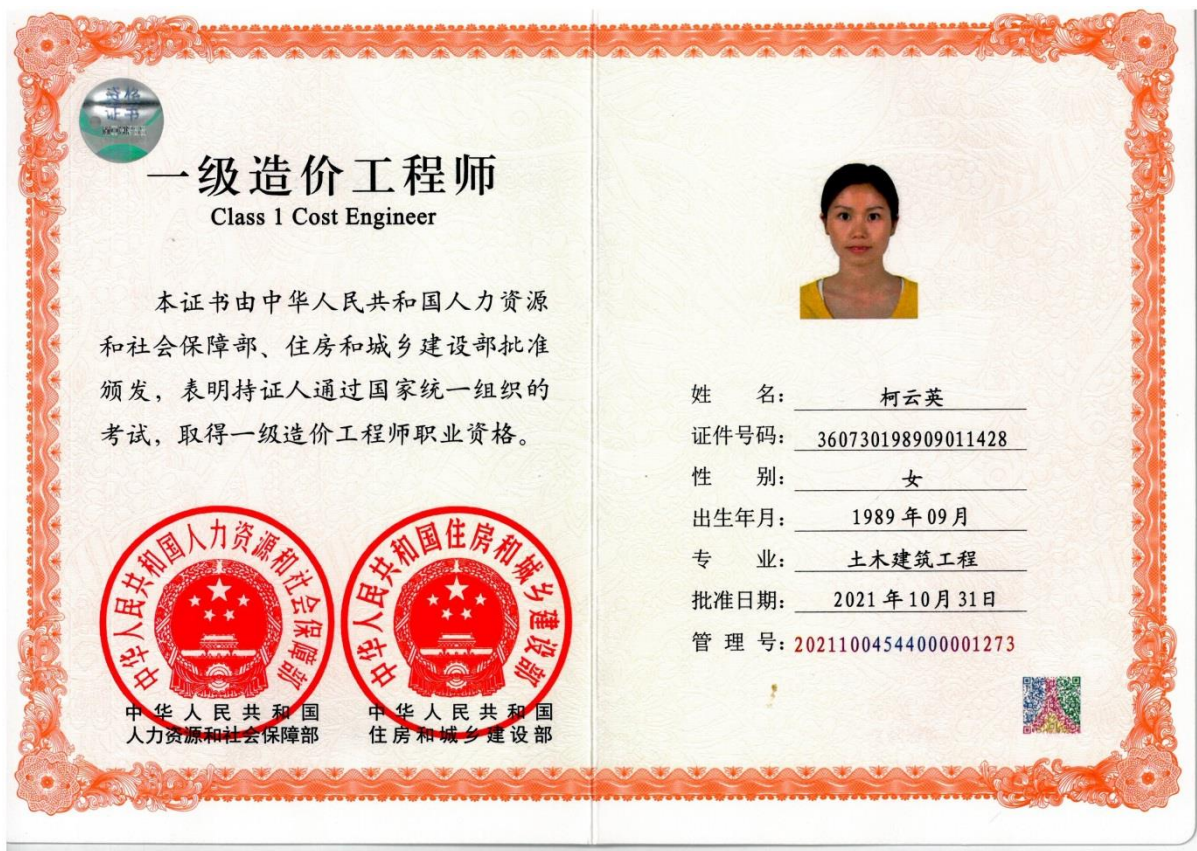 资格
证书
一级造价工程师
Class 1 Cost Engineer
本证书由中华人民共和国人力资源
和社会保障部、住房和城乡建设部批准
颁发，表明持证人通过国家统一组织的
考试，取得一级造价工程师职业资格。
中华人民共和国人力资源和社会保障部
中华人民共和国住房和城乡建设部
中华人民共和国
人力资源和社会保障部
中华人民共和国
住房和城乡建设部
姓名：柯云英
证件号码：360730198909011428
性别：女
出生年月：1989年09月
专业：土木建筑工程
批准日期：2021年10月31日
管理号：20211004544000001273